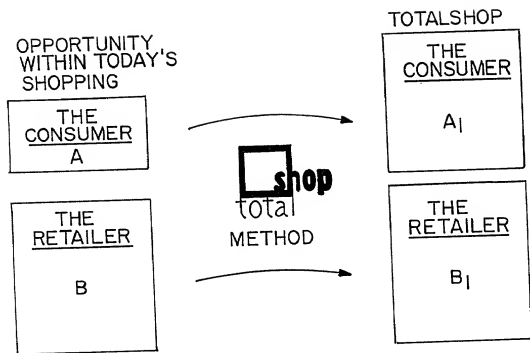 OPPORTUNITY
WITHIN TODAY'S
SHOPPING
THE
CONSUMER
A
THE
RETAILER
B
shop
total
METHOD
TOTALSHOP
THE
CONSUMER
A1
THE
RETAILER
B1